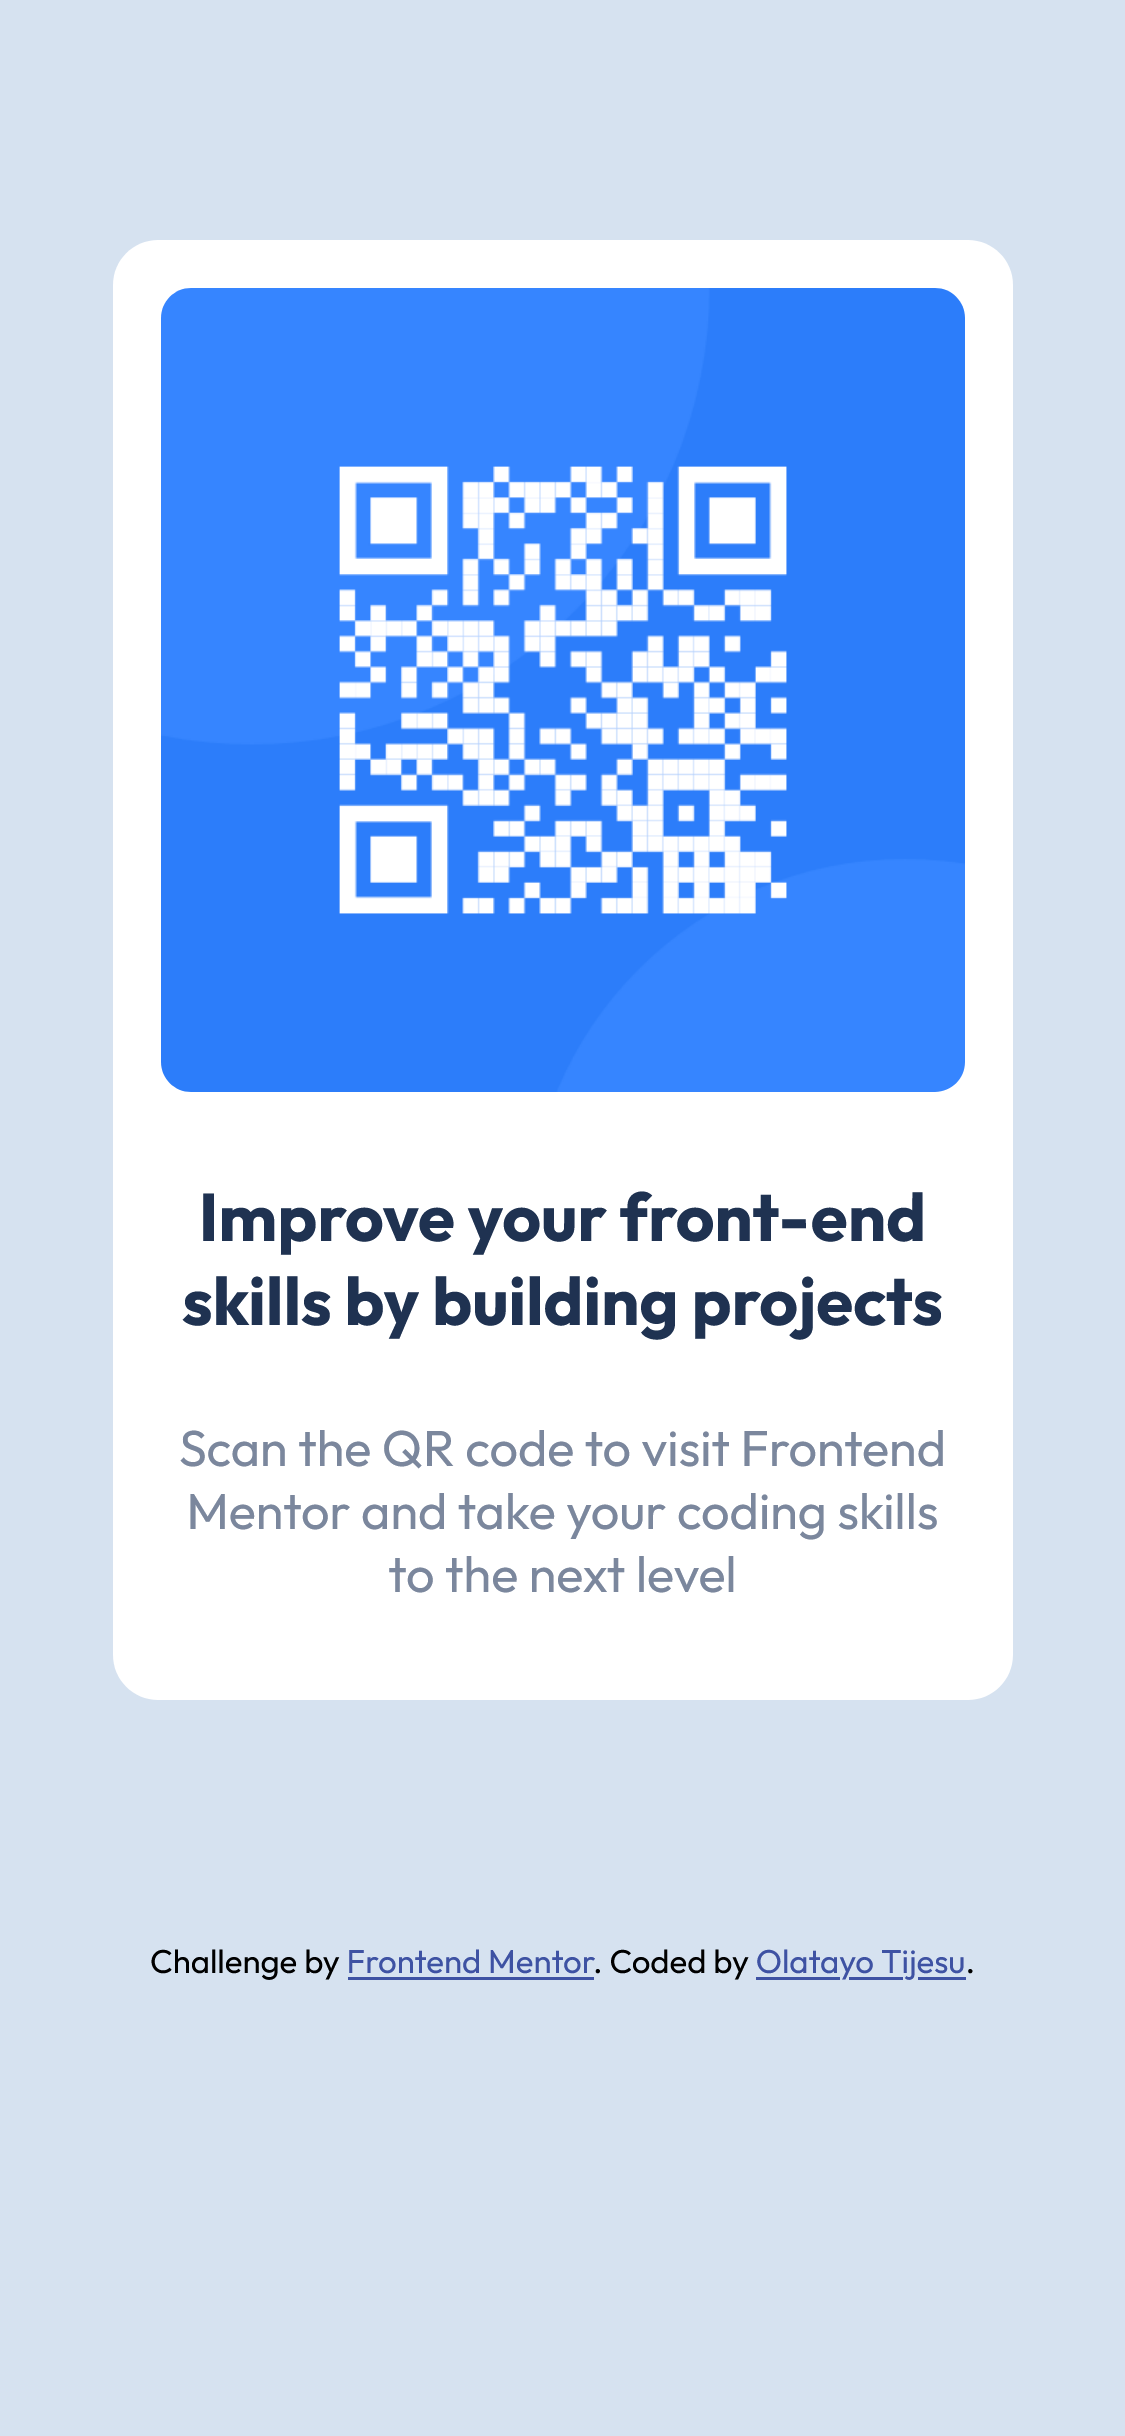 Improve your front-end
skills by building projects
Scan the QR code to visit Frontend
Mentor and take your coding skills
to the next level
Challenge by Frontend Mentor. Coded by Olatayo Tijesu.